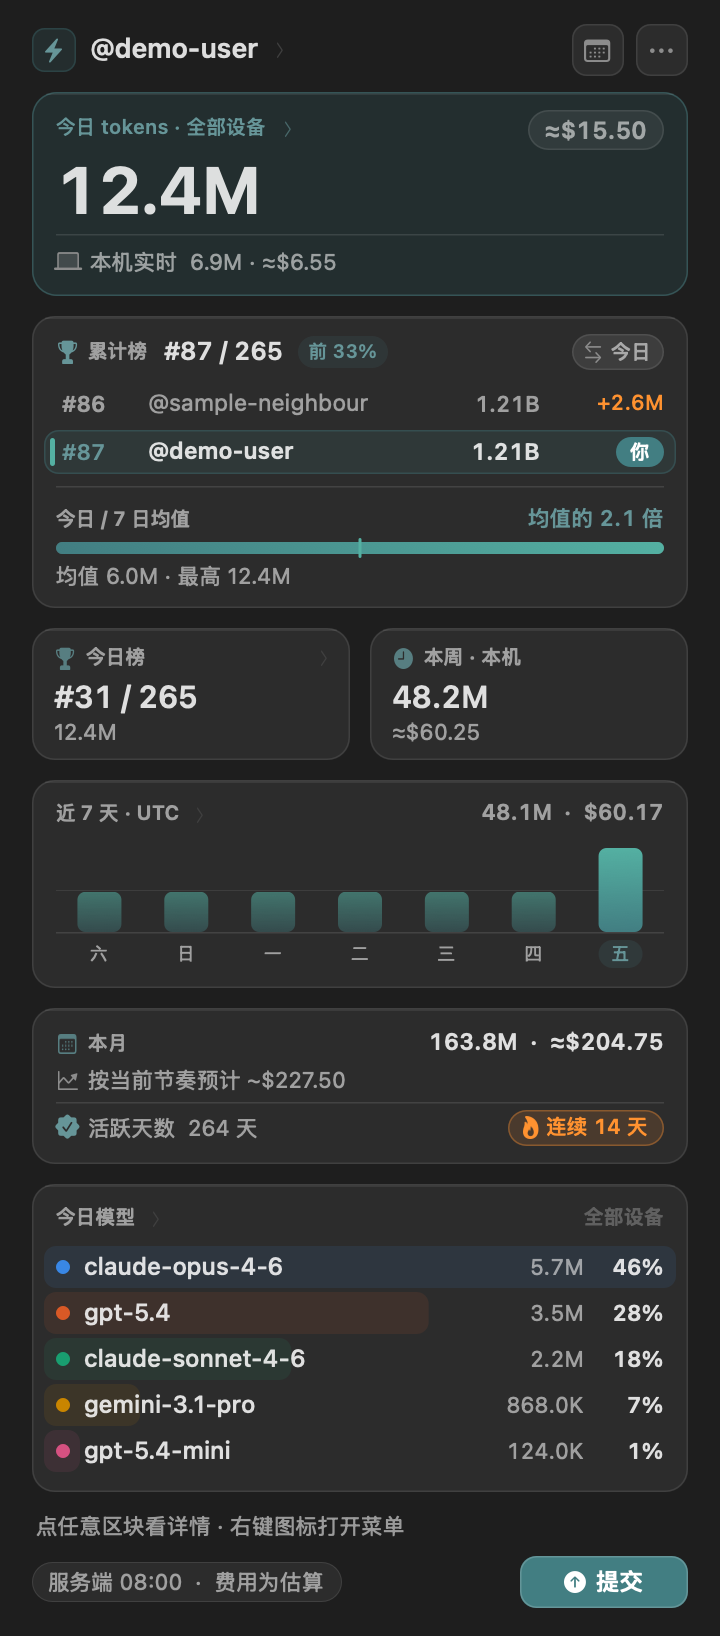 @demo-user
今日 tokens · 全部设备
≈$15.50
12.4M
本机实时 6.9M · ≈$6.55
累计榜 #87 / 265 前 33% 今日
#86 @sample-neighbour 1.21B +2.6M
#87 @demo-user 1.21B 你
今日 / 7 日均值 均值的 2.1 倍
均值 6.0M · 最高 12.4M
今日榜
#31 / 265
12.4M
本周 · 本机
48.2M
≈$60.25
近 7 天 · UTC 48.1M · $60.17
六 日 一 二 三 四 五
本月 163.8M · ≈$204.75
按当前节奏预计 ~$227.50
活跃天数 264 天 连续 14 天
今日模型 全部设备
claude-opus-4-6 5.7M 46%
gpt-5.4 3.5M 28%
claude-sonnet-4-6 2.2M 18%
gemini-3.1-pro 868.0K 7%
gpt-5.4-mini 124.0K 1%
点任意区块看详情 · 右键图标打开菜单
服务端 08:00 · 费用为估算 提交